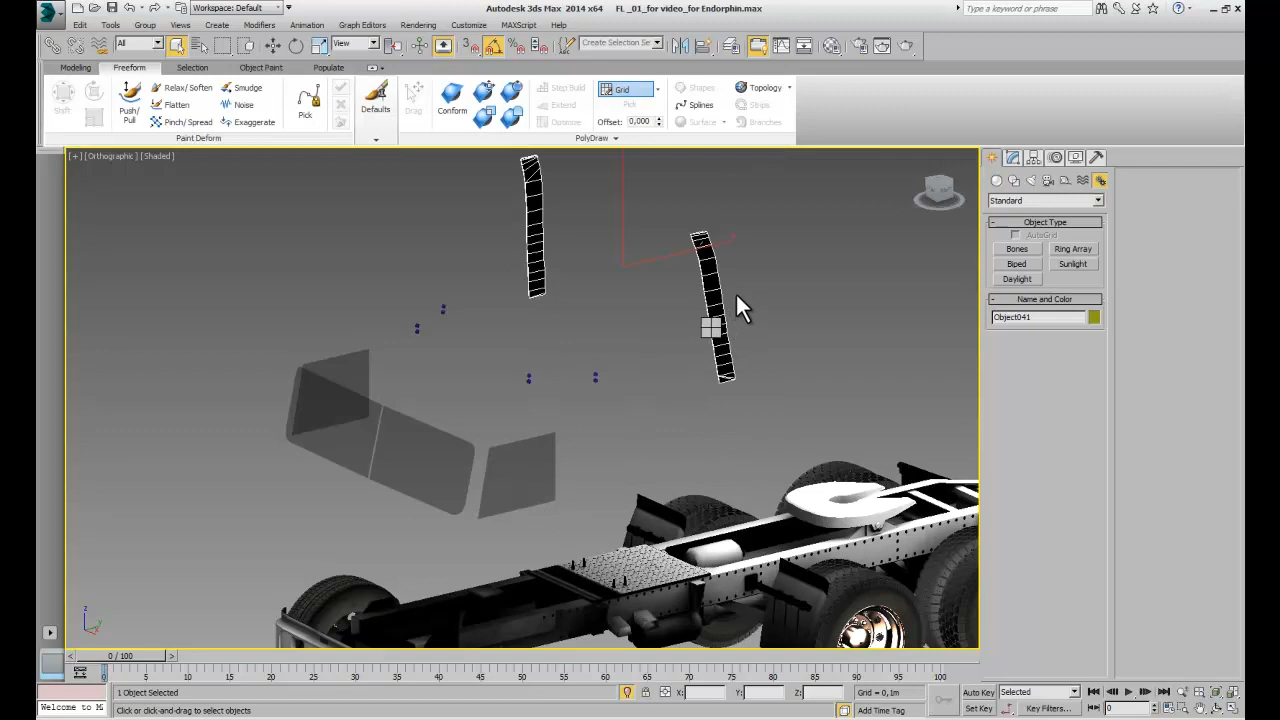 Workspace: Default
Autodesk 3ds Max 2014 x64 FL _01_for video_for Endorphin.max
Type a keyword or phrase
Edit Tools Group Views Create Modifiers Animation Graph Editors Rendering Customize MAXScript Help
All View 3 Create Selection Se
Modeling Freeform Selection Object Paint Populate
Shift Push/Pull Relax/Soften Smudge Pick Defaults Drag Conform Step Build Grid Shapes Topology
Flatten Noise Extend Pick Splines Strips
Pinch/Spread Exaggerate Optimize Offset: 0,000 Surface Branches
Paint Deform PolyDraw
[+] [Orthographic] [Shaded]
Standard
- Object Type
AutoGrid
Bones Ring Array
Biped Sunlight
Daylight
- Name and Color
Object041
z
x
< 0 / 100 >
0 5 10 15 20 25 30 35 40 45 50 55 60 65 70 75 80 85 90 95 100
1 Object Selected X: Y: Z: Grid = 0,1m Auto Key Selected
Welcome to M Click or click-and-drag to select objects Add Time Tag Set Key Key Filters... 0